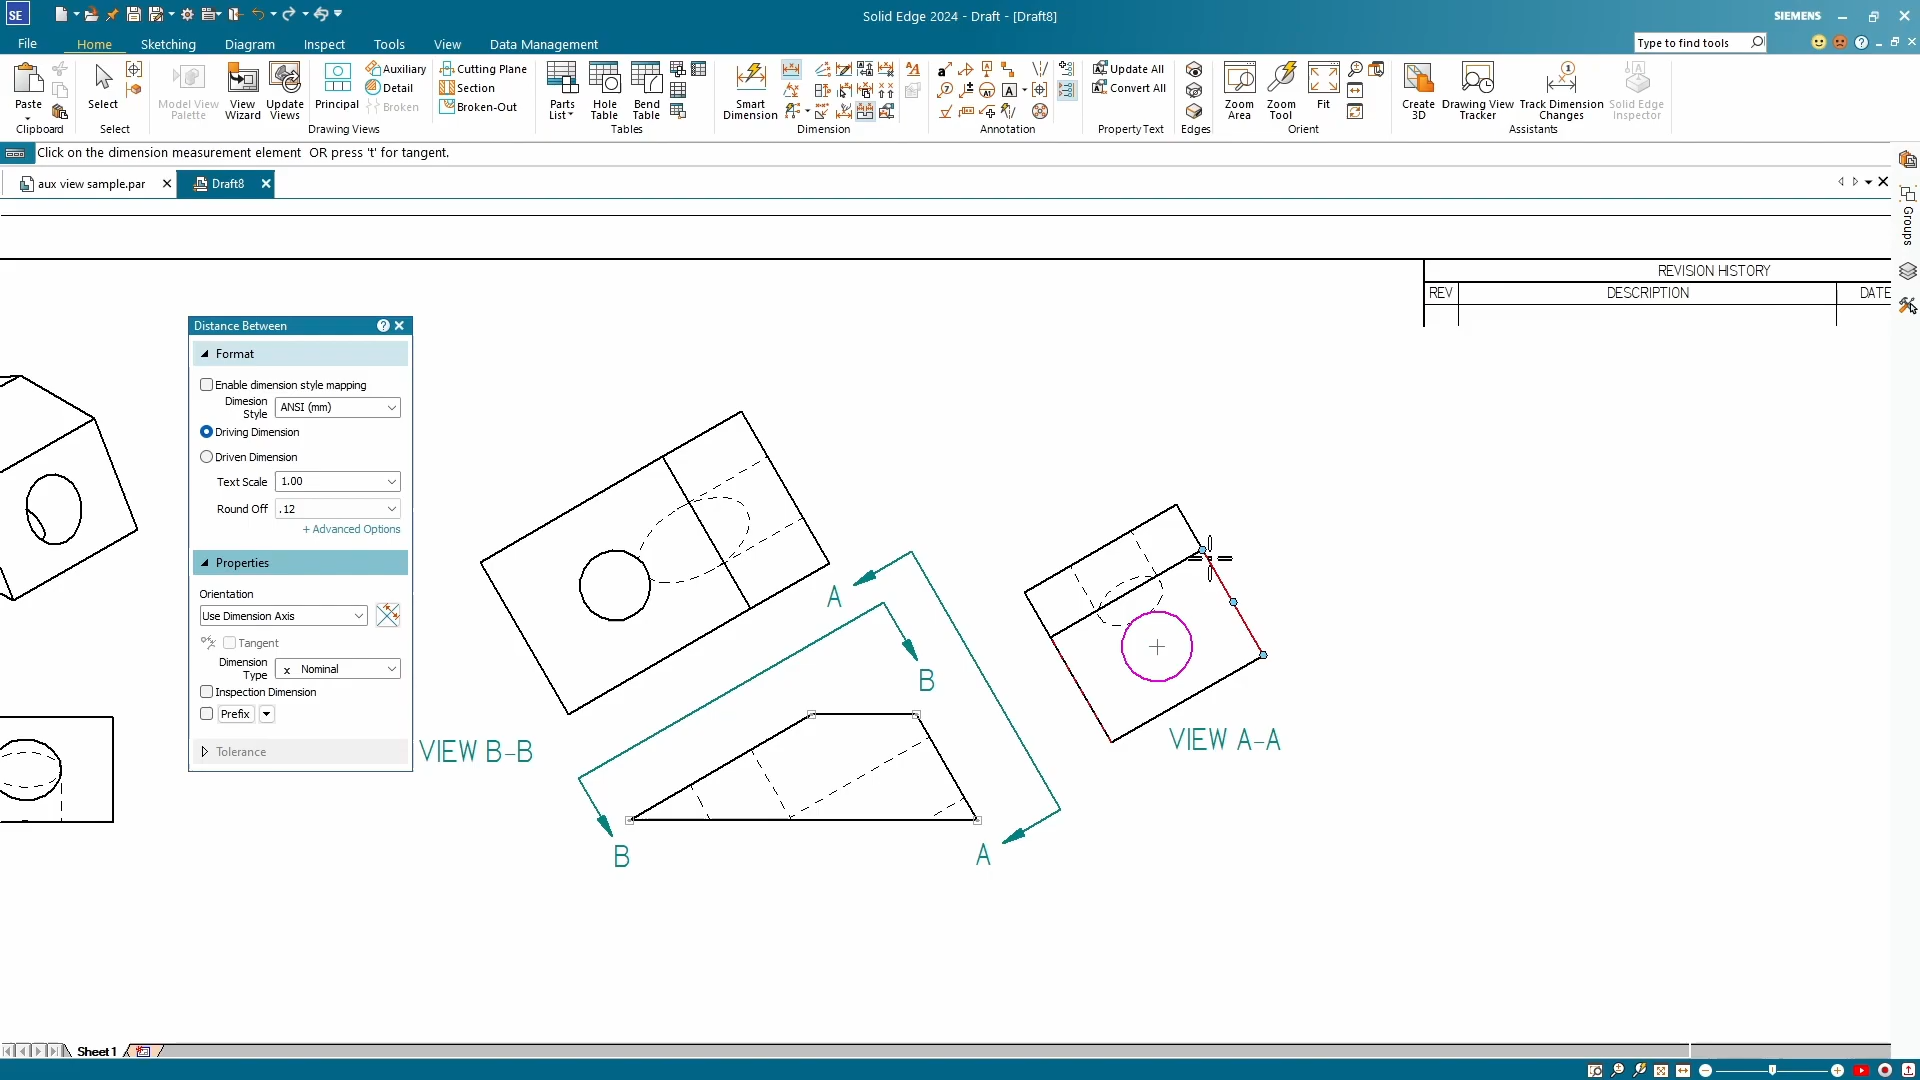 SE
Solid Edge 2024 - Draft - [Draft8]
SIEMENS
File
Home
Sketching
Diagram
Inspect
Tools
View
Data Management
Type to find tools
Paste
Clipboard
Select
Select
Model View Palette
View Wizard
Update Views
Principal
Auxiliary
Detail
Broken
Cutting Plane
Section
Broken-Out
Drawing Views
Parts List
Hole Table
Bend Table
Tables
Smart Dimension
Dimension
Annotation
Update All
Convert All
Property Text
Edges
Zoom Area
Zoom Tool
Fit
Orient
Create 3D
Drawing View Tracker
Track Dimension Changes
Solid Edge Inspector
Assistants
Click on the dimension measurement element OR press 't' for tangent.
aux view sample.par
Draft8
Groups
REVISION HISTORY
REV
DESCRIPTION
DATE
Distance Between
Format
Enable dimension style mapping
Dimesion Style
ANSI (mm)
Driving Dimension
Driven Dimension
Text Scale
1.00
Round Off
.12
+ Advanced Options
Properties
Orientation
Use Dimension Axis
Tangent
Dimension Type
x Nominal
Inspection Dimension
Prefix
Tolerance
A
B
VIEW B-B
VIEW A-A
B
A
Sheet1